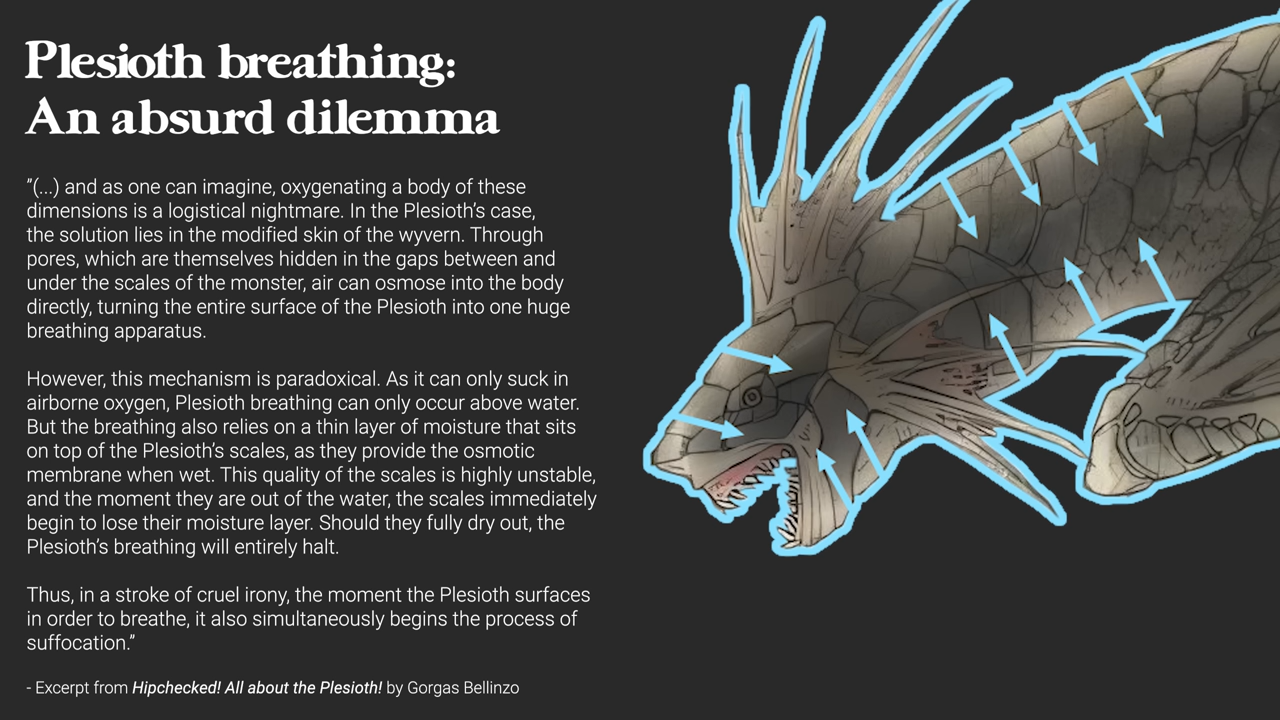 Plesioth breathing:
An absurd dilemma
"(...) and as one can imagine, oxygenating a body of these
dimensions is a logistical nightmare. In the Plesioth's case,
the solution lies in the modified skin of the wyvern. Through
pores, which are themselves hidden in the gaps between and
under the scales of the monster, air can osmose into the body
directly, turning the entire surface of the Plesioth into one huge
breathing apparatus.
However, this mechanism is paradoxical. As it can only suck in
airborne oxygen, Plesioth breathing can only occur above water.
But the breathing also relies on a thin layer of moisture that sits
on top of the Plesioth's scales, as they provide the osmotic
membrane when wet. This quality of the scales is highly unstable,
and the moment they are out of the water, the scales immediately
begin to lose their moisture layer. Should they fully dry out, the
Plesioth's breathing will entirely halt.
Thus, in a stroke of cruel irony, the moment the Plesioth surfaces
in order to breathe, it also simultaneously begins the process of
suffocation."
- Excerpt from Hipchecked! All about the Plesioth! by Gorgas Bellinzo